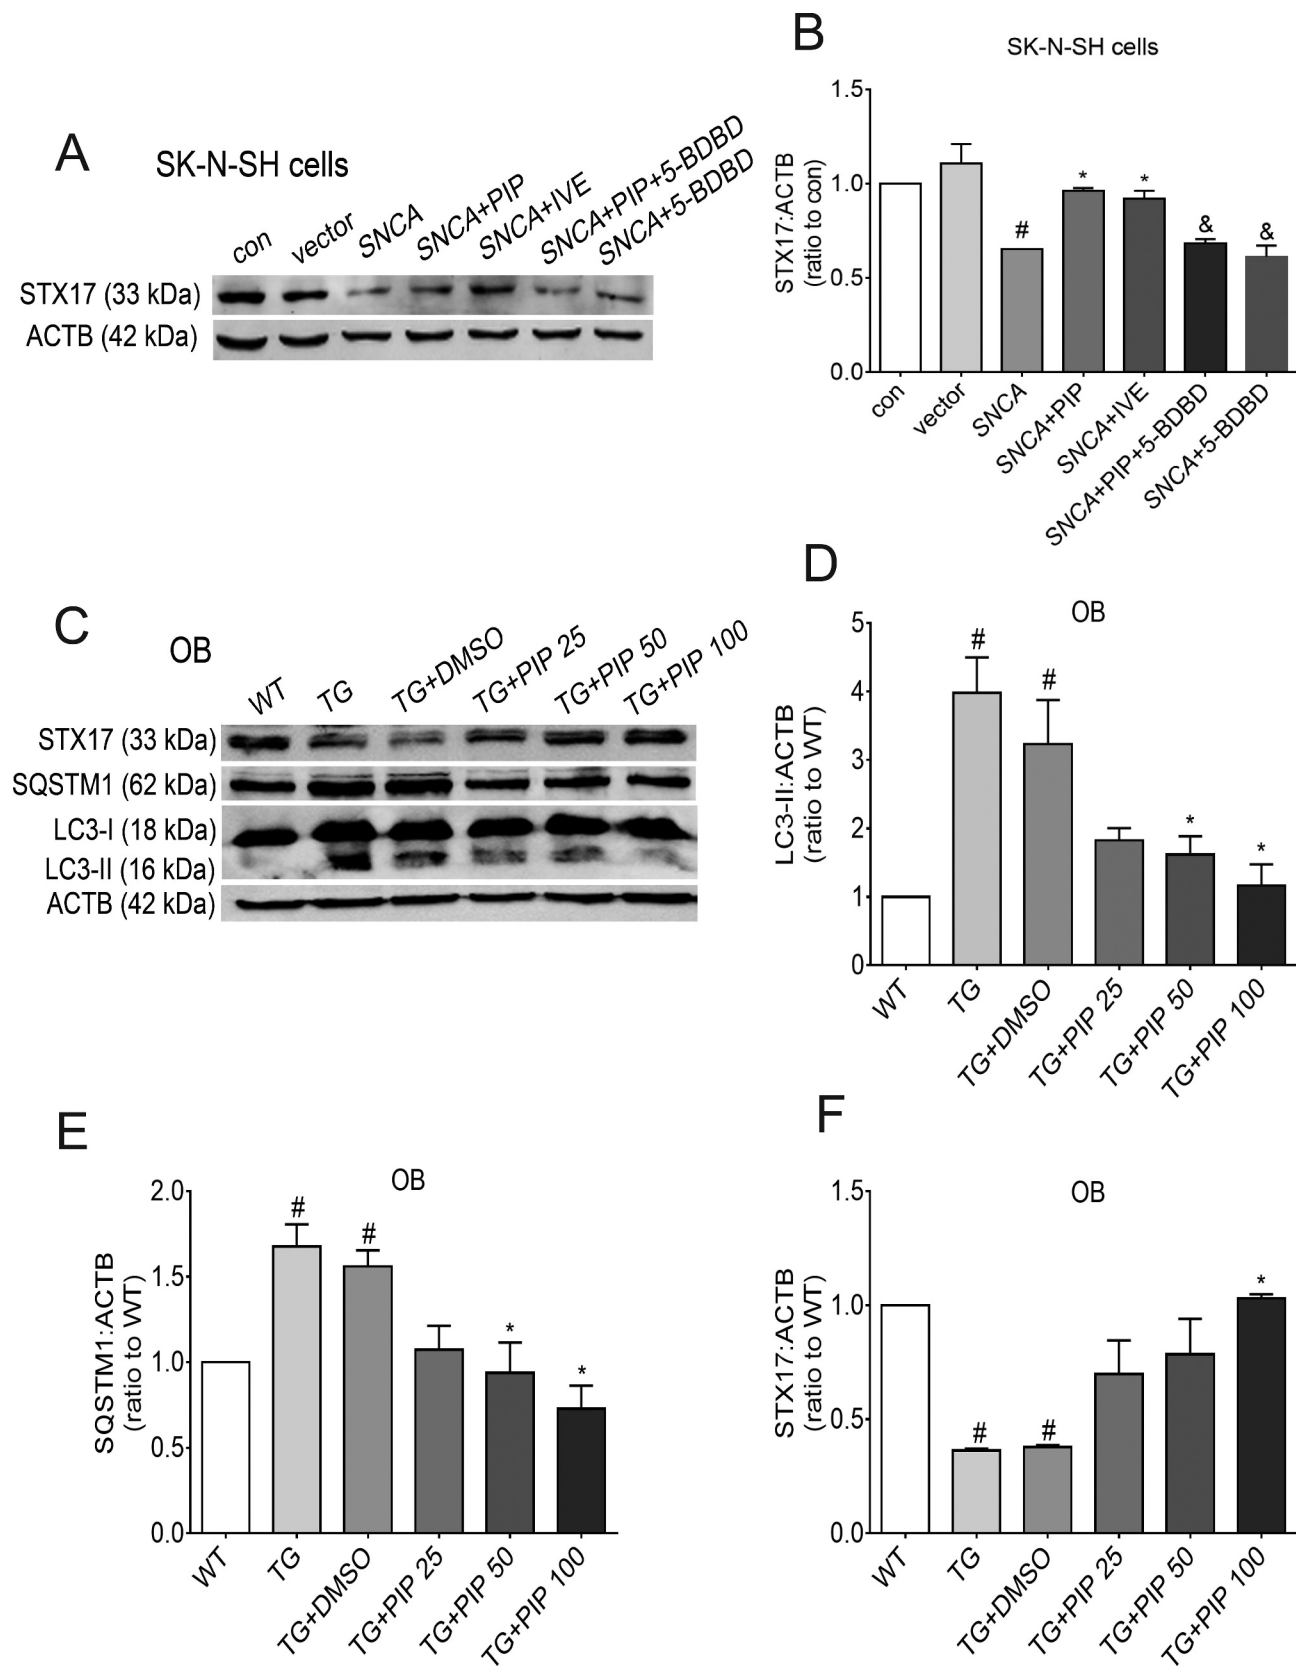 A
SK-N-SH cells
con
vector
SNCA
SNCA+PIP
SNCA+IVE
SNCA+PIP+5-BDBD
SNCA+5-BDBD
STX17 (33 kDa)
ACTB (42 kDa)
B
SK-N-SH cells
STX17:ACTB
(ratio to con)
1.5
1.0
0.5
0.0
#
*
*
&
&
con
vector
SNCA
SNCA+PIP
SNCA+IVE
SNCA+PIP+5-BDBD
SNCA+5-BDBD
C
OB
WT
TG
TG+DMSO
TG+PIP 25
TG+PIP 50
TG+PIP 100
STX17 (33 kDa)
SQSTM1 (62 kDa)
LC3-I (18 kDa)
LC3-II (16 kDa)
ACTB (42 kDa)
D
OB
LC3-II:ACTB
(ratio to WT)
5
4
3
2
1
0
#
#
*
*
WT
TG
TG+DMSO
TG+PIP 25
TG+PIP 50
TG+PIP 100
E
OB
SQSTM1:ACTB
(ratio to WT)
2.0
1.5
1.0
0.5
0.0
#
#
*
*
WT
TG
TG+DMSO
TG+PIP 25
TG+PIP 50
TG+PIP 100
F
OB
STX17:ACTB
(ratio to WT)
1.5
1.0
0.5
0.0
#
#
*
WT
TG
TG+DMSO
TG+PIP 25
TG+PIP 50
TG+PIP 100